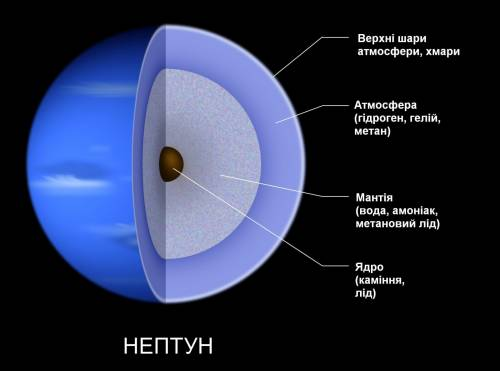 Верхні шари
атмосфери, хмари
Атмосфера
(гідроген, гелій,
метан)
Мантія
(вода, амоніак,
метановий лід)
Ядро
(каміння,
лід)
НЕПТУН